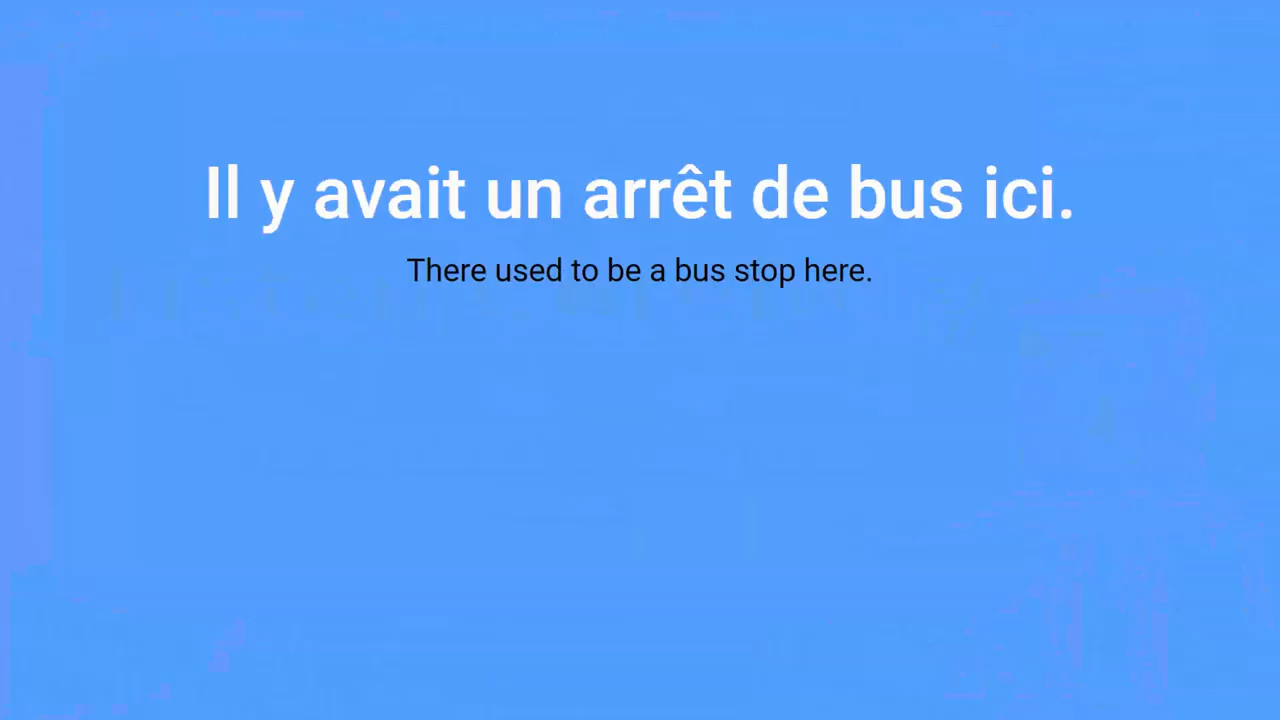 Il y avait un arrêt de bus ici.
There used to be a bus stop here.